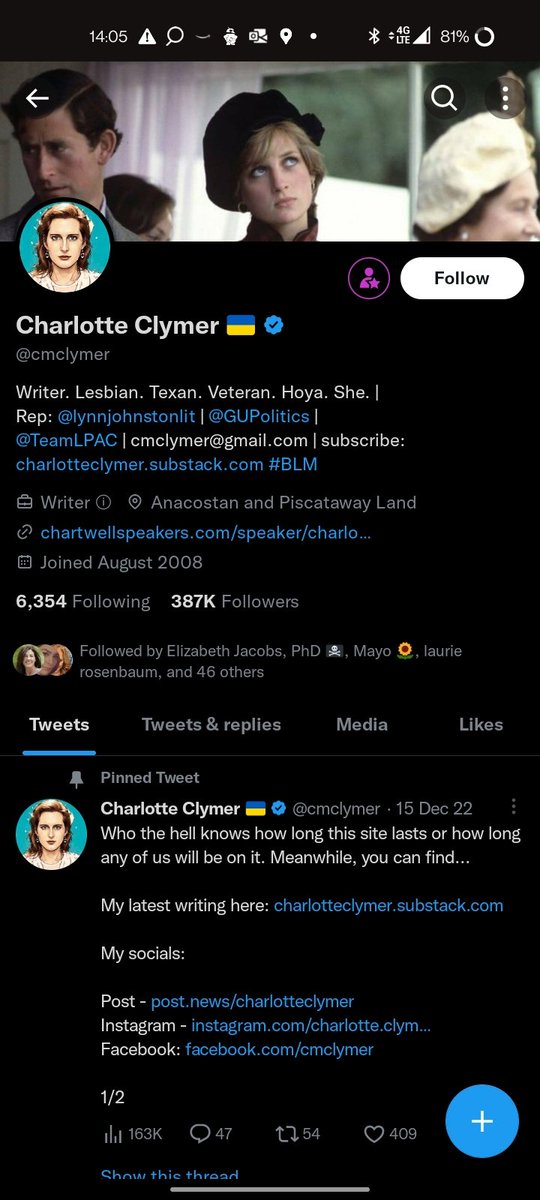 14:05
4G
LTE
81%
Follow
Charlotte Clymer 🇺🇦
@cmclymer
Writer. Lesbian. Texan. Veteran. Hoya. She. |
Rep: @lynnjohnstonlit | @GUPolitics |
@TeamLPAC | cmclymer@gmail.com | subscribe:
charlotteclymer.substack.com #BLM
Writer Anacostan and Piscataway Land
chartwellspeakers.com/speaker/charlo...
Joined August 2008
6,354 Following 387K Followers
Followed by Elizabeth Jacobs, PhD 🏴‍☠️, Mayo 🌻, laurie
rosenbaum, and 46 others
Tweets Tweets & replies Media Likes
Pinned Tweet
Charlotte Clymer 🇺🇦 @cmclymer · 15 Dec 22
Who the hell knows how long this site lasts or how long
any of us will be on it. Meanwhile, you can find...
My latest writing here: charlotteclymer.substack.com
My socials:
Post - post.news/charlotteclymer
Instagram - instagram.com/charlotte.clym...
Facebook: facebook.com/cmclymer
1/2
163K 47 54 409
Show this thread